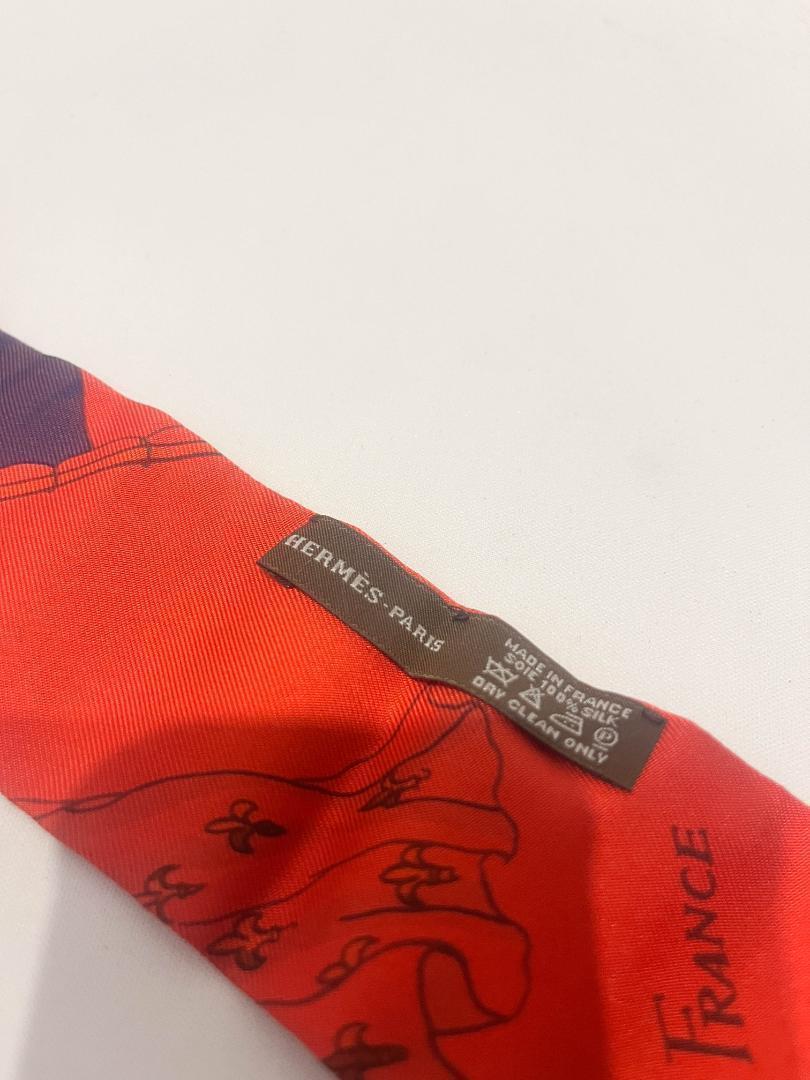 HERMÈS-PARIS
MADE IN FRANCE
SOIE 100% SILK
P
DRY CLEAN ONLY
FRANCE